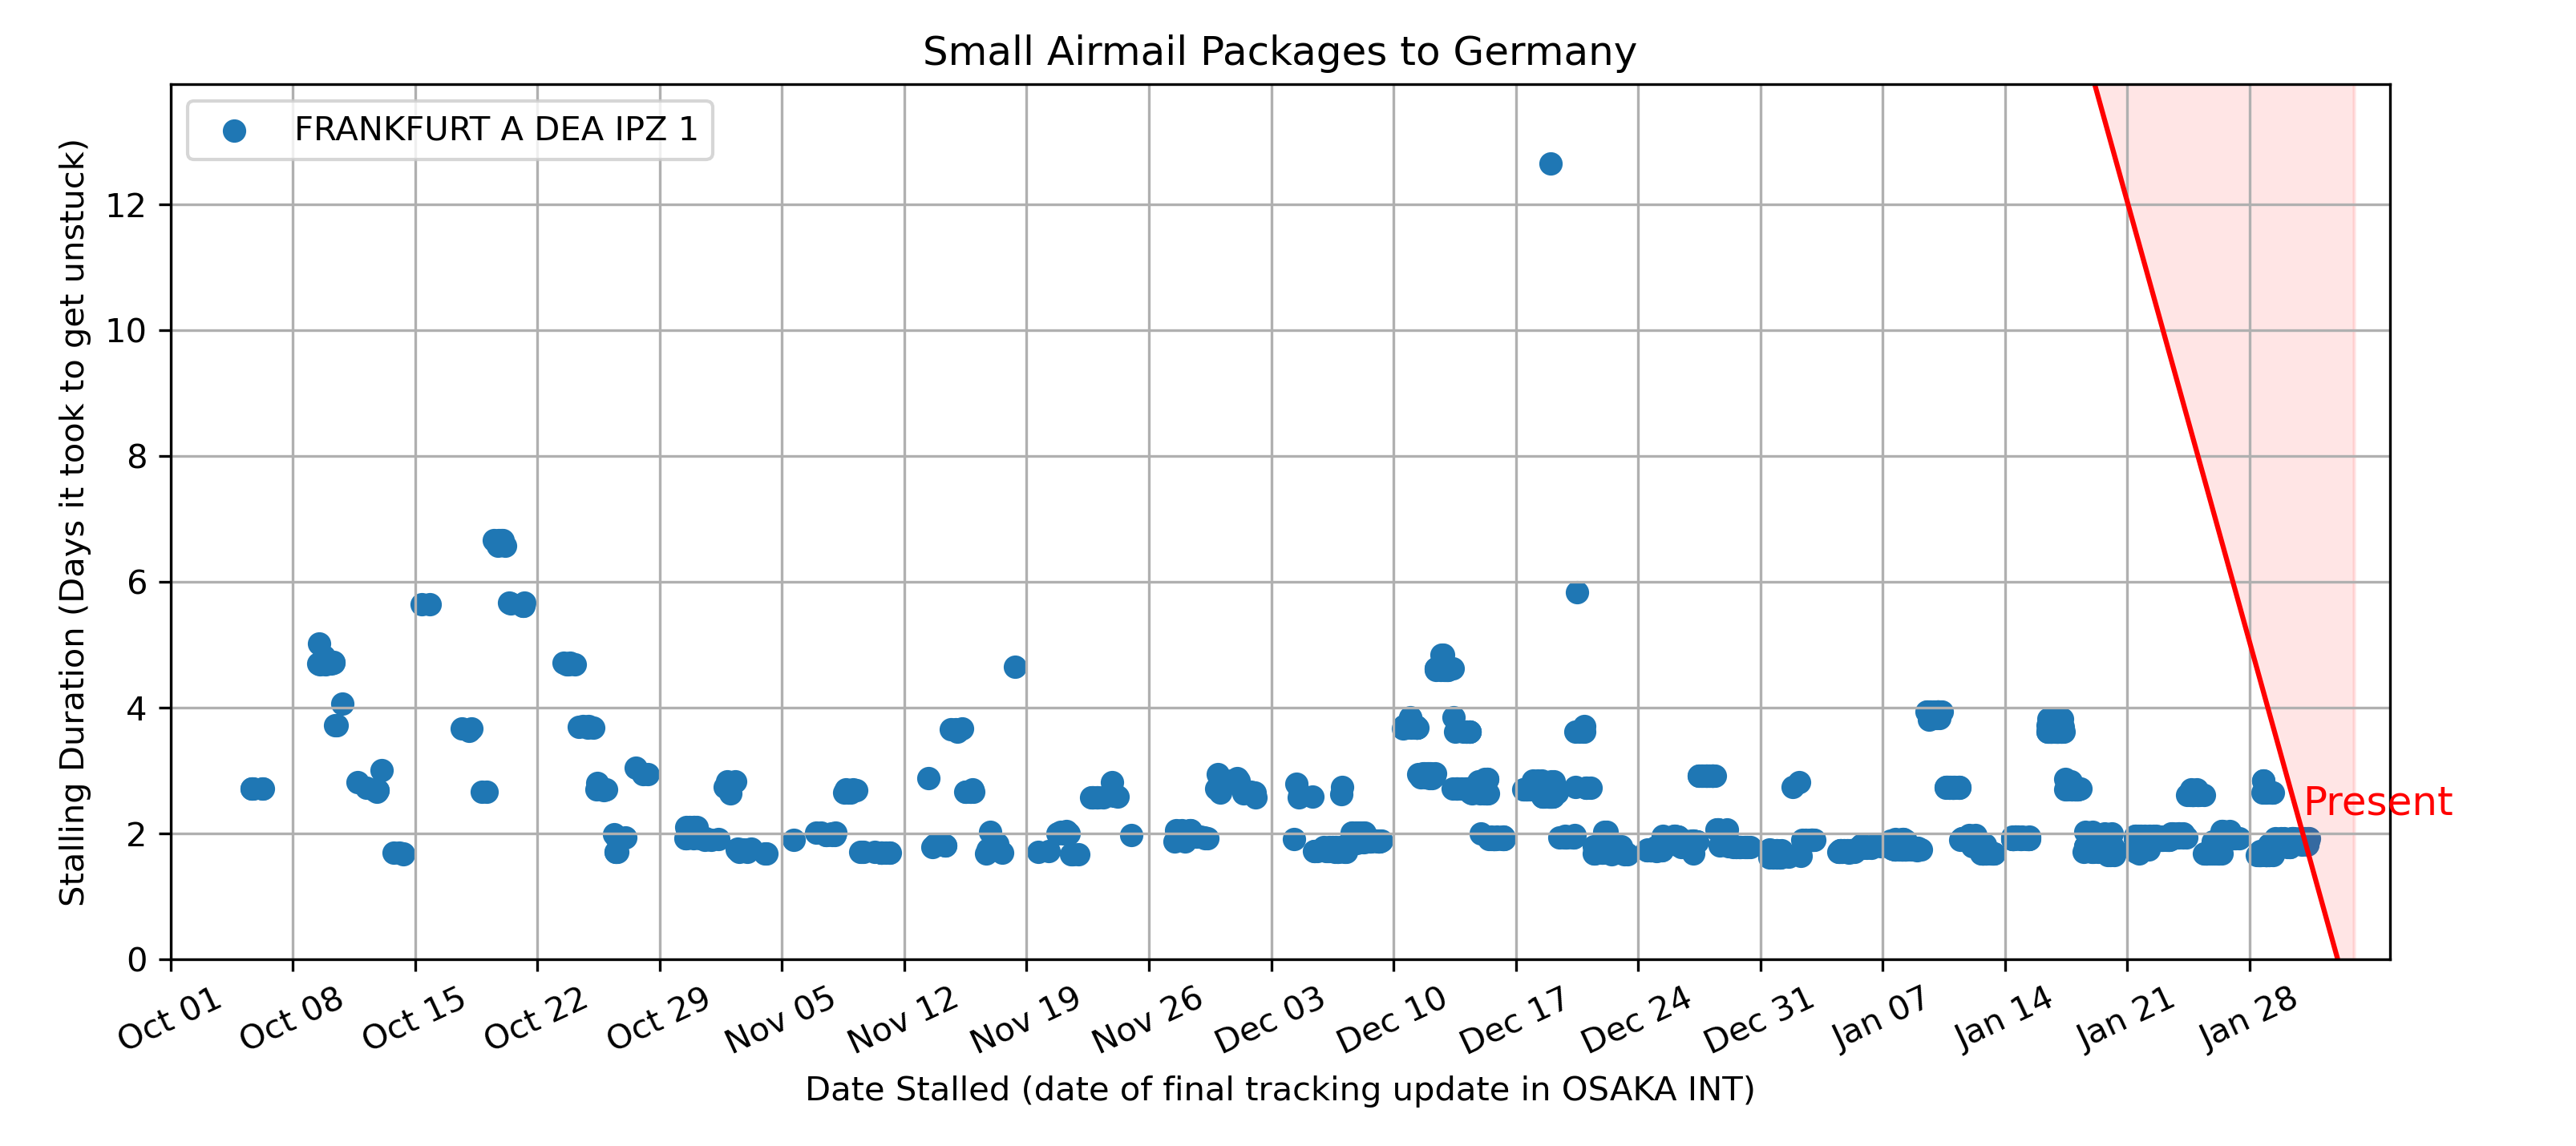 Small Airmail Packages to Germany
FRANKFURT A DEA IPZ 1
Stalling Duration (Days it took to get unstuck)
12
10
8
6
4
2
0
Present
Oct 01
Oct 08
Oct 15
Oct 22
Oct 29
Nov 05
Nov 12
Nov 19
Nov 26
Dec 03
Dec 10
Dec 17
Dec 24
Dec 31
Jan 07
Jan 14
Jan 21
Jan 28
Date Stalled (date of final tracking update in OSAKA INT)